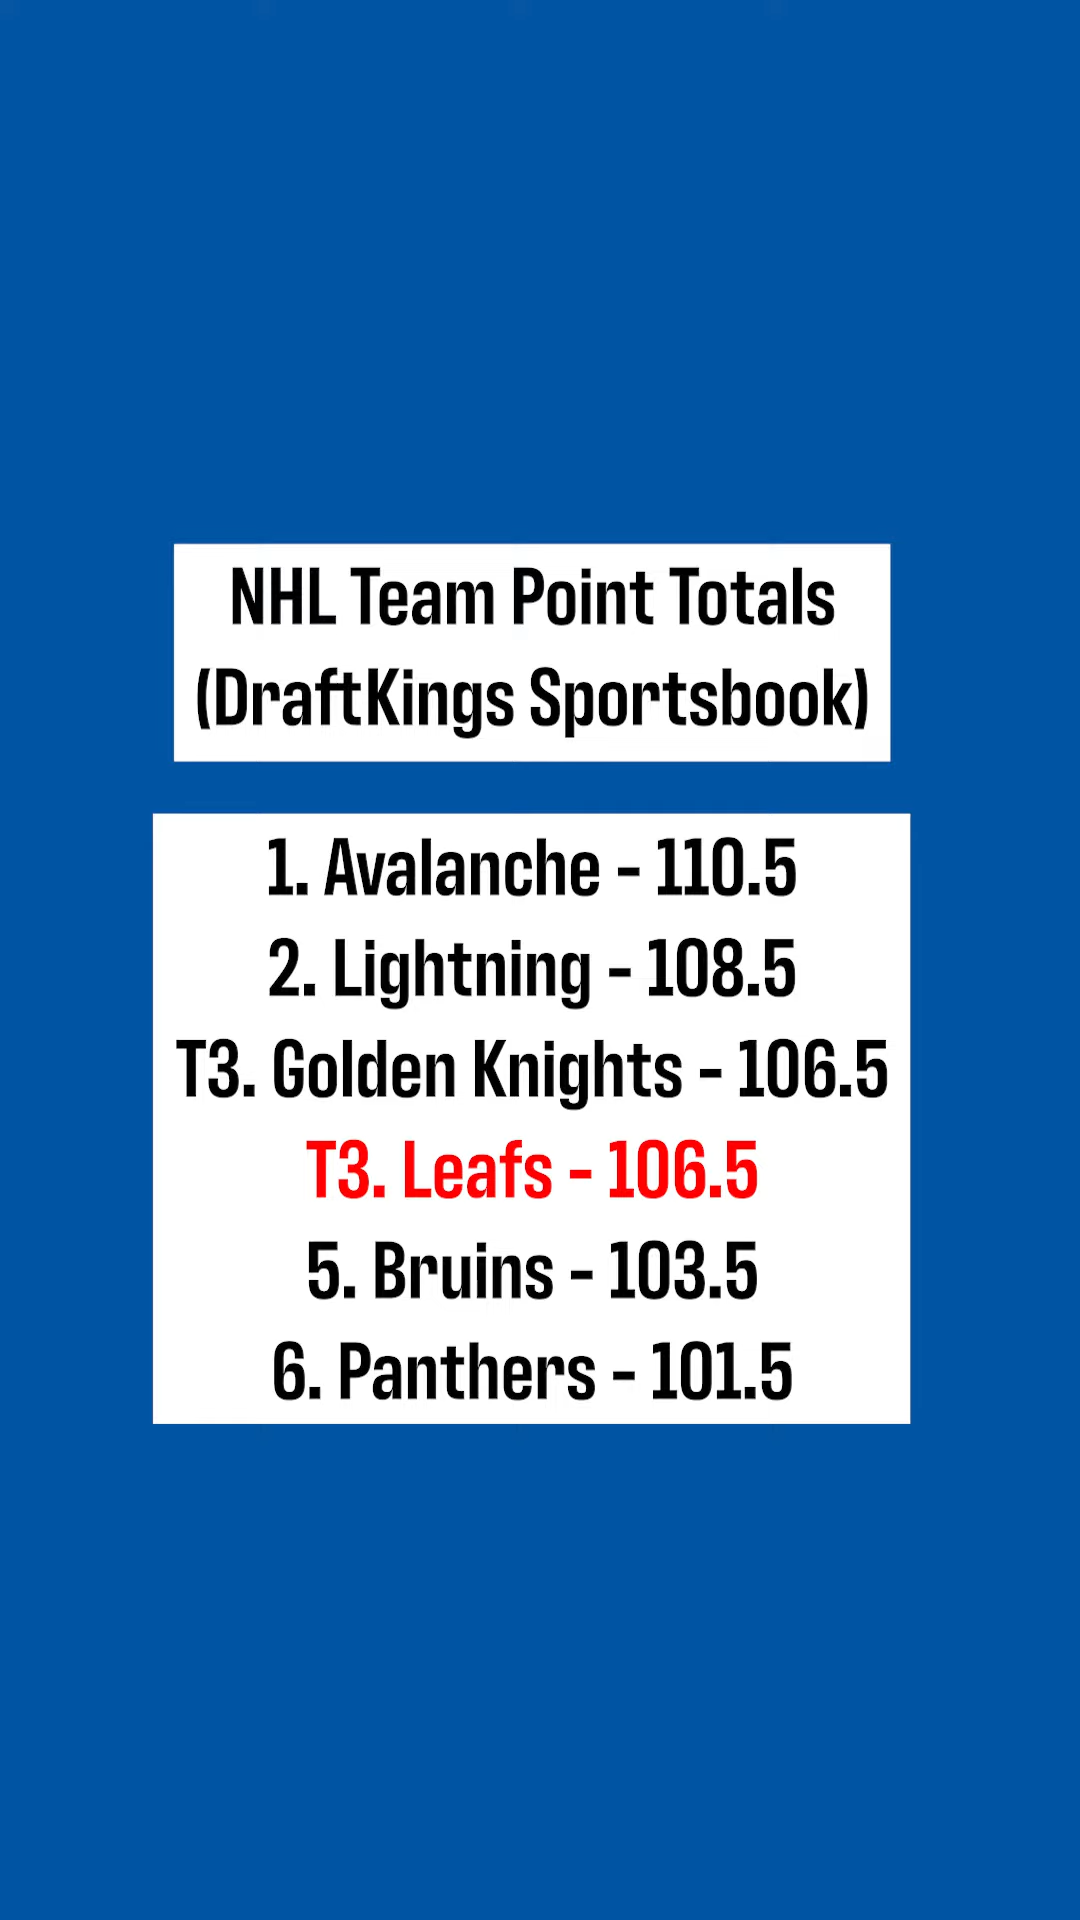 NHL Team Point Totals
(DraftKings Sportsbook)
1. Avalanche - 110.5
2. Lightning - 108.5
T3. Golden Knights - 106.5
T3. Leafs - 106.5
5. Bruins - 103.5
6. Panthers - 101.5